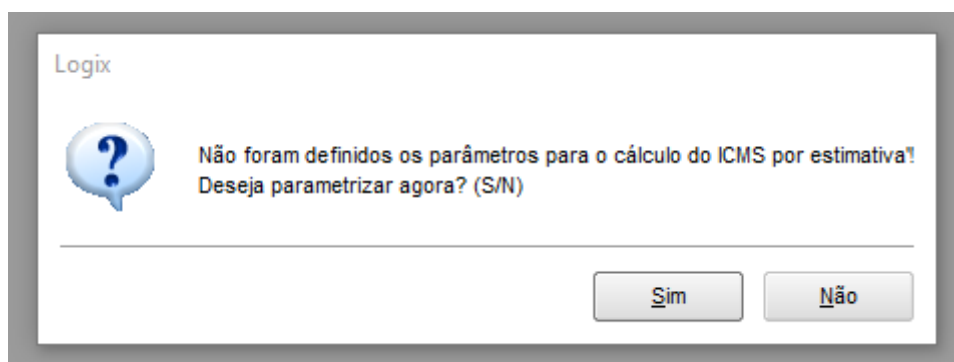 Logix
Não foram definidos os parâmetros para o cálculo do ICMS por estimativa'!
Deseja parametrizar agora? (S/N)
Sim
Não